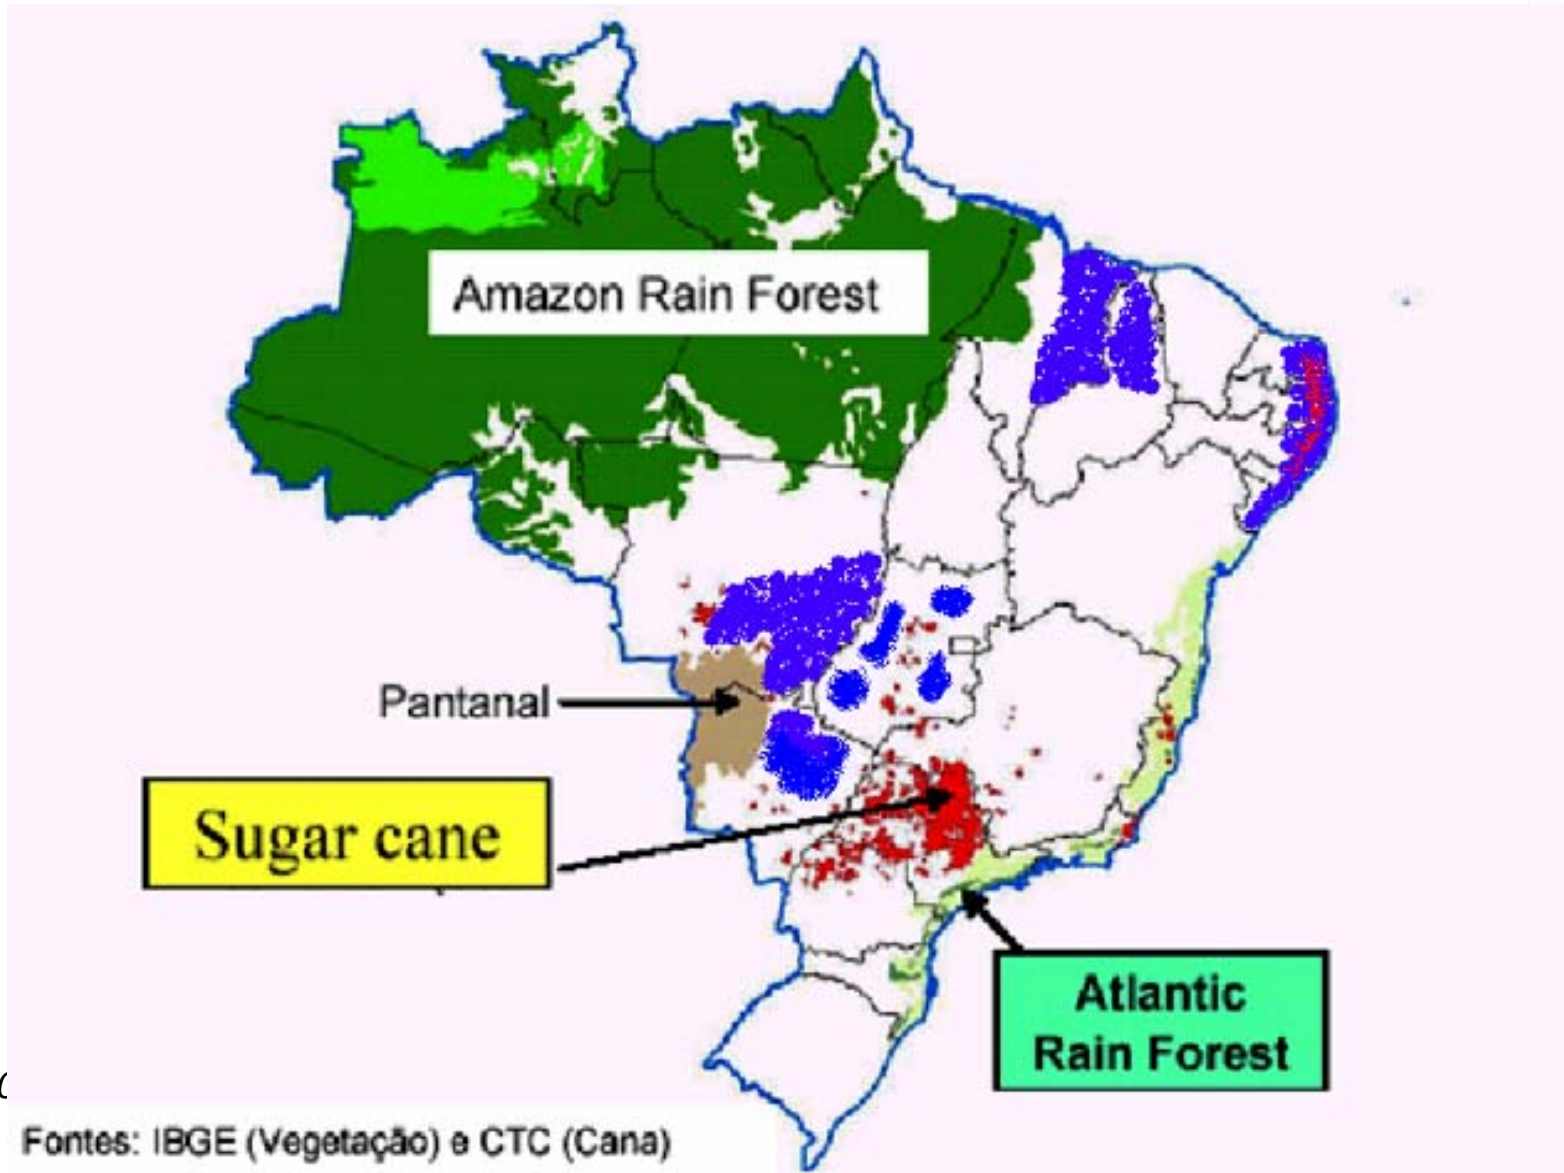 Amazon Rain Forest
Pantanal
Sugar cane
Atlantic
Rain Forest
Fontes: IBGE (Vegetação) e CTC (Cana)